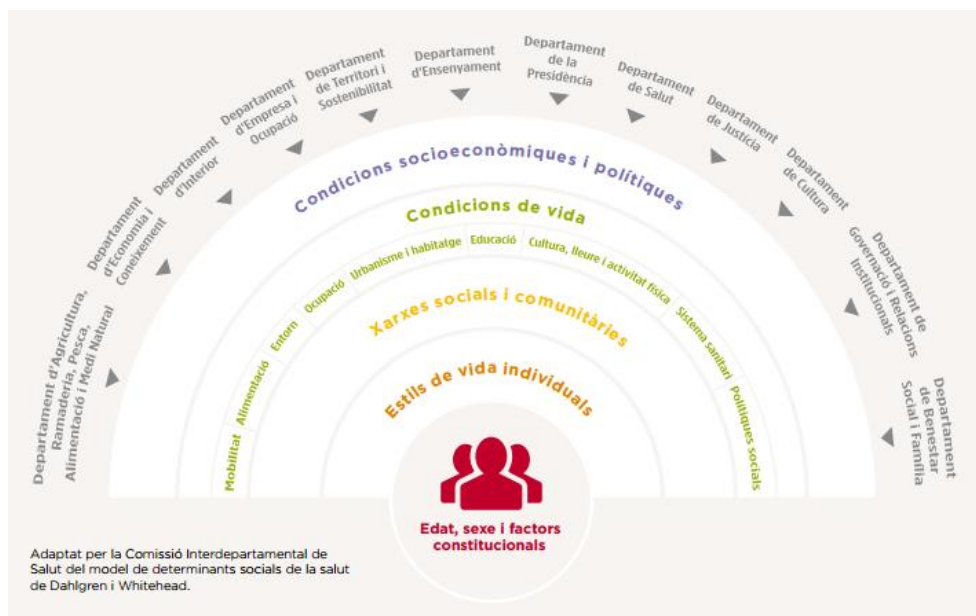 Departament d'Agricultura,
Ramaderia, Pesca,
Alimentació i Medi Natural
Departament
d'Economia i
Coneixement
Departament
d'Interior
Departament
d'Empresa i
Ocupació
Departament
de Territori i
Sostenibilitat
Departament
d'Ensenyament
Departament
de la
Presidència
Departament
de Salut
Departament
de Justícia
Departament
de Cultura
Departament de
Governació i Relacions
Institucionals
Departament
de Benestar
Social i Família
Condicions socioeconòmiques i polítiques
Condicions de vida
Mobilitat
Alimentació
Entorn
Ocupació
Urbanisme i habitatge
Educació
Cultura, lleure i activitat física
Sistema sanitari
Polítiques socials
Xarxes socials i comunitàries
Estils de vida individuals
Edat, sexe i factors
constitucionals
Adaptat per la Comissió Interdepartamental de
Salut del model de determinants socials de la salut
de Dahlgren i Whitehead.